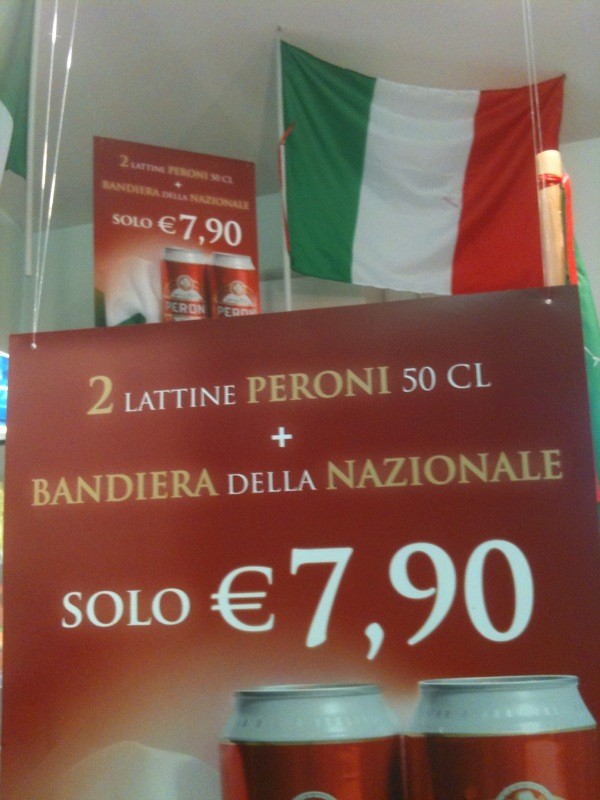 2 LATTINE PERONI 50 CL
+
BANDIERA DELLA NAZIONALE
SOLO €7,90
PERONI
PERONI
2 LATTINE PERONI 50 CL
+
BANDIERA DELLA NAZIONALE
SOLO €7,90